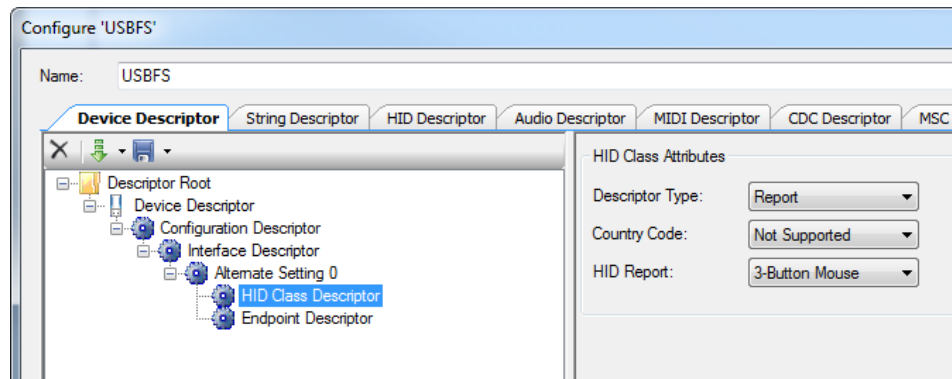 Configure 'USBFS'
Name: USBFS
Device Descriptor String Descriptor HID Descriptor Audio Descriptor MIDI Descriptor CDC Descriptor MSC
Descriptor Root
Device Descriptor
Configuration Descriptor
Interface Descriptor
Alternate Setting 0
HID Class Descriptor
Endpoint Descriptor
HID Class Attributes
Descriptor Type: Report
Country Code: Not Supported
HID Report: 3-Button Mouse